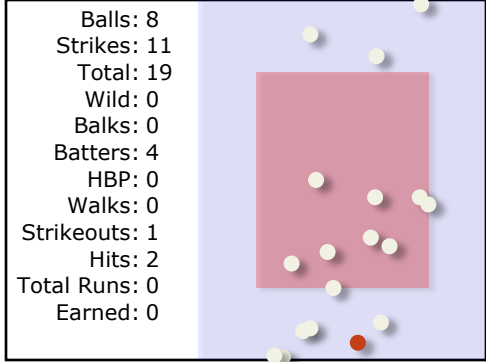 Balls: 8
Strikes: 11
Total: 19
Wild: 0
Balks: 0
Batters: 4
HBP: 0
Walks: 0
Strikeouts: 1
Hits: 2
Total Runs: 0
Earned: 0